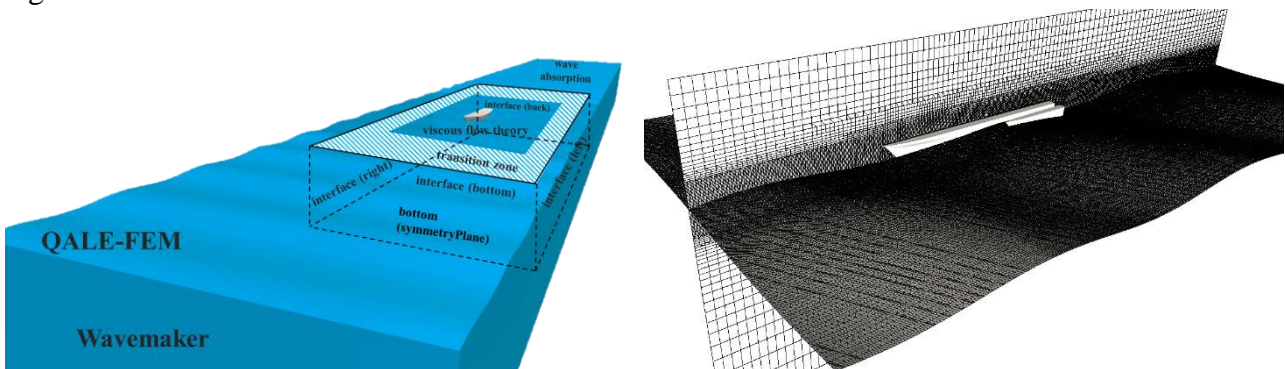 wave
absorption
interface (back)
viscous flow theory
transition zone
interface (right)
interface (left)
interface (bottom)
bottom
(symmetryPlane)
QALE-FEM
Wavemaker